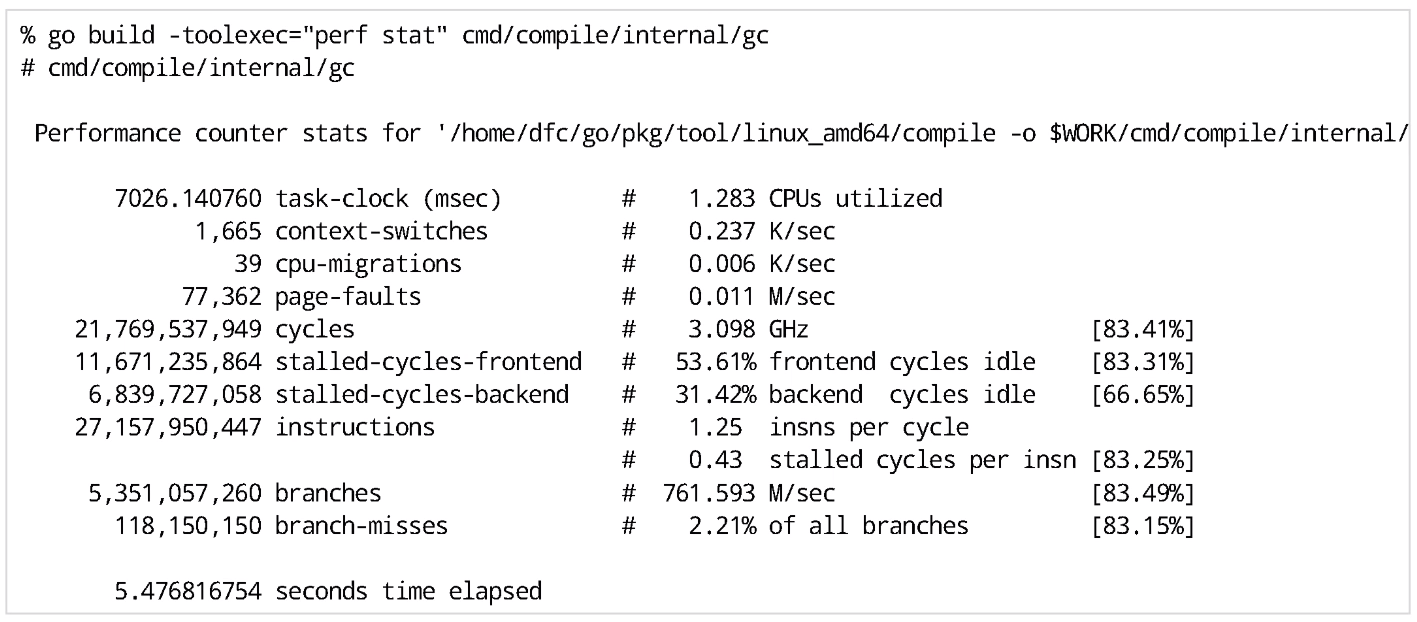 % go build -toolexec="perf stat" cmd/compile/internal/gc
# cmd/compile/internal/gc
Performance counter stats for '/home/dfc/go/pkg/tool/linux_amd64/compile -o $WORK/cmd/compile/internal/
7026.140760 task-clock (msec) # 1.283 CPUs utilized
1,665 context-switches # 0.237 K/sec
39 cpu-migrations # 0.006 K/sec
77,362 page-faults # 0.011 M/sec
21,769,537,949 cycles # 3.098 GHz [83.41%]
11,671,235,864 stalled-cycles-frontend # 53.61% frontend cycles idle [83.31%]
6,839,727,058 stalled-cycles-backend # 31.42% backend  cycles idle [66.65%]
27,157,950,447 instructions # 1.25  insns per cycle
# 0.43  stalled cycles per insn [83.25%]
5,351,057,260 branches # 761.593 M/sec [83.49%]
118,150,150 branch-misses # 2.21% of all branches [83.15%]
5.476816754 seconds time elapsed